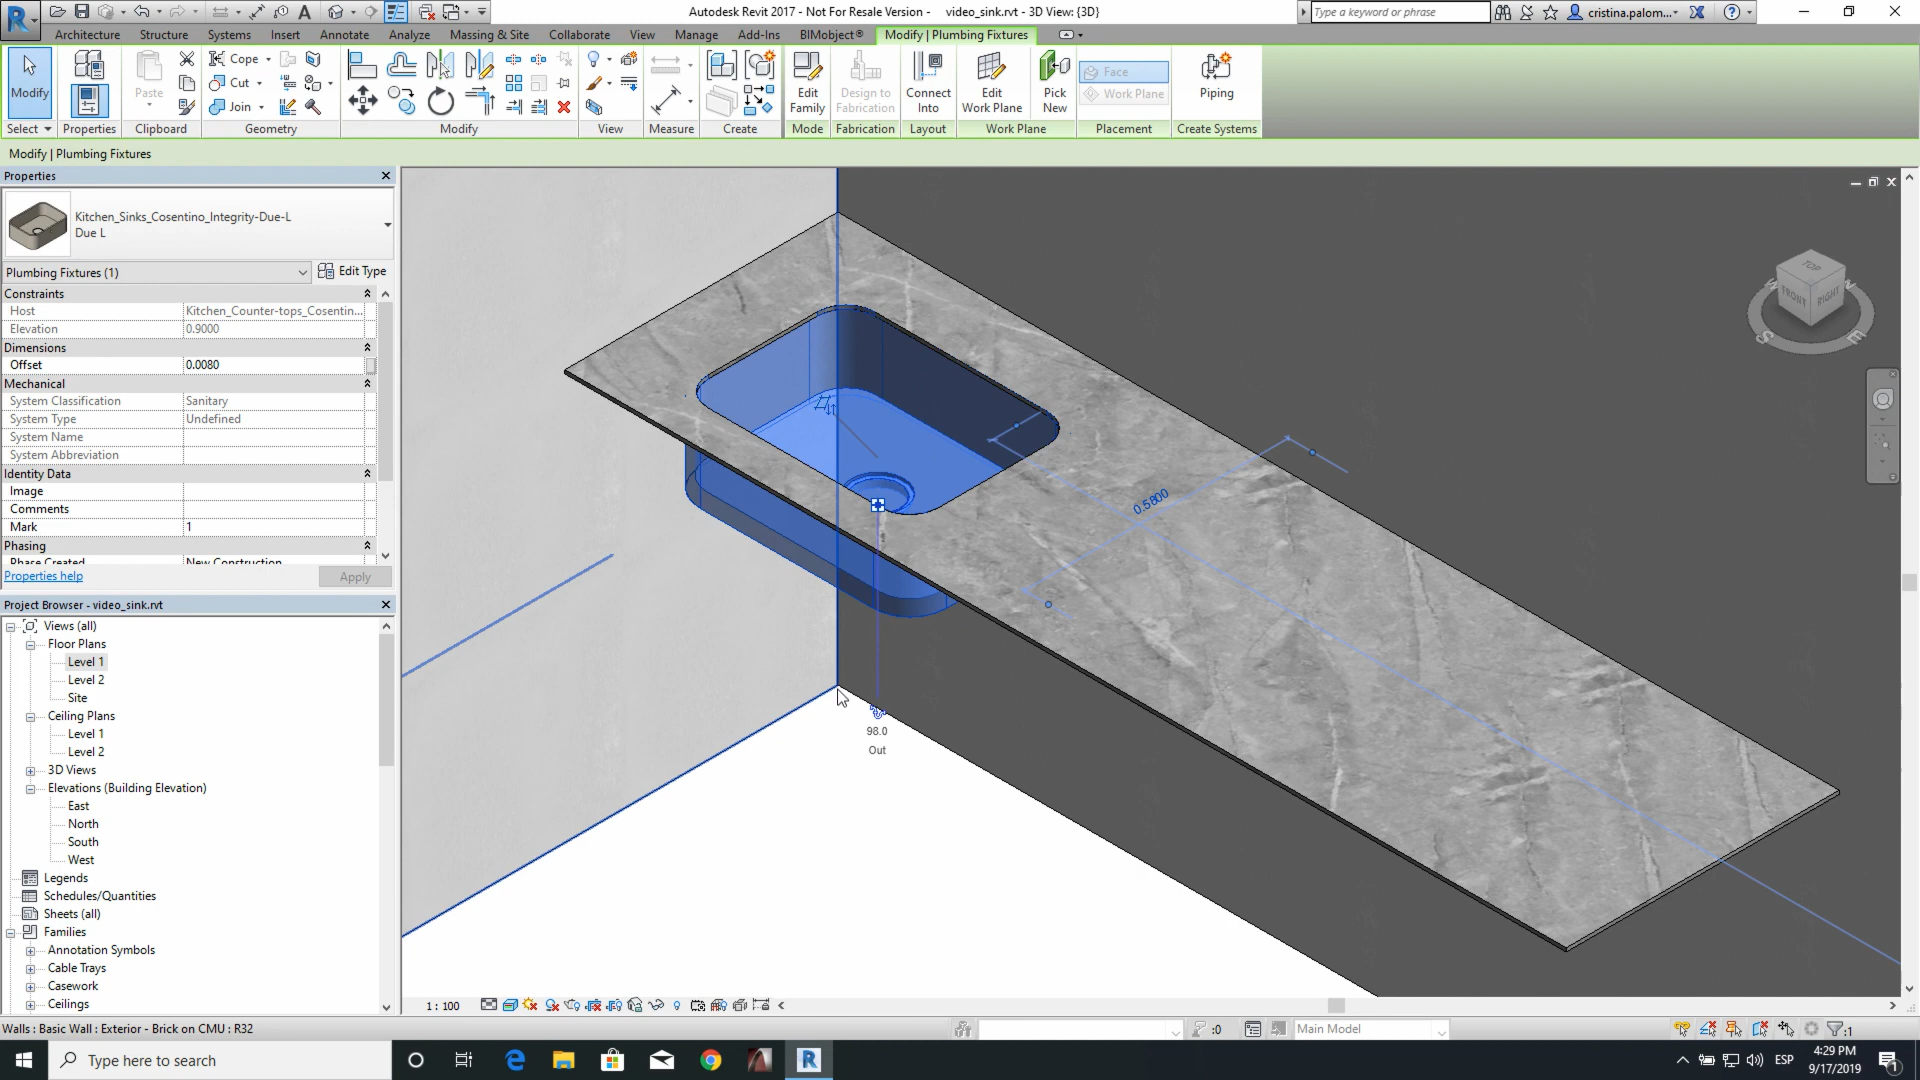 Autodesk Revit 2017 - Not For Resale Version -    video_sink.rvt - 3D View: {3D}
Type a keyword or phrase
cristina.palom...
Architecture Structure Systems Insert Annotate Analyze Massing & Site Collaborate View Manage Add-Ins BIMobject® Modify | Plumbing Fixtures
Modify
Paste
Cope
Cut
Join
Edit Family
Design to Fabrication
Connect Into
Edit Work Plane
Pick New
Face
Work Plane
Piping
Select Properties Clipboard Geometry Modify View Measure Create Mode Fabrication Layout Work Plane Placement Create Systems
Modify | Plumbing Fixtures
Properties
Kitchen_Sinks_Cosentino_Integrity-Due-L
Due L
Plumbing Fixtures (1)
Edit Type
Constraints
Host Kitchen_Counter-tops_Cosentin...
Elevation 0.9000
Dimensions
Offset 0.0080
Mechanical
System Classification Sanitary
System Type Undefined
System Name
System Abbreviation
Identity Data
Image
Comments
Mark 1
Phasing
Phase Created New Construction
Properties help
Apply
Project Browser - video_sink.rvt
Views (all)
Floor Plans
Level 1
Level 2
Site
Ceiling Plans
Level 1
Level 2
3D Views
Elevations (Building Elevation)
East
North
South
West
Legends
Schedules/Quantities
Sheets (all)
Families
Annotation Symbols
Cable Trays
Casework
Ceilings
TOP
FRONT
RIGHT
S
E
0.5800
98.0
Out
1 : 100
Walls : Basic Wall : Exterior - Brick on CMU : R32
:0
Main Model
:1
Type here to search
ESP
4:29 PM
9/17/2019
1